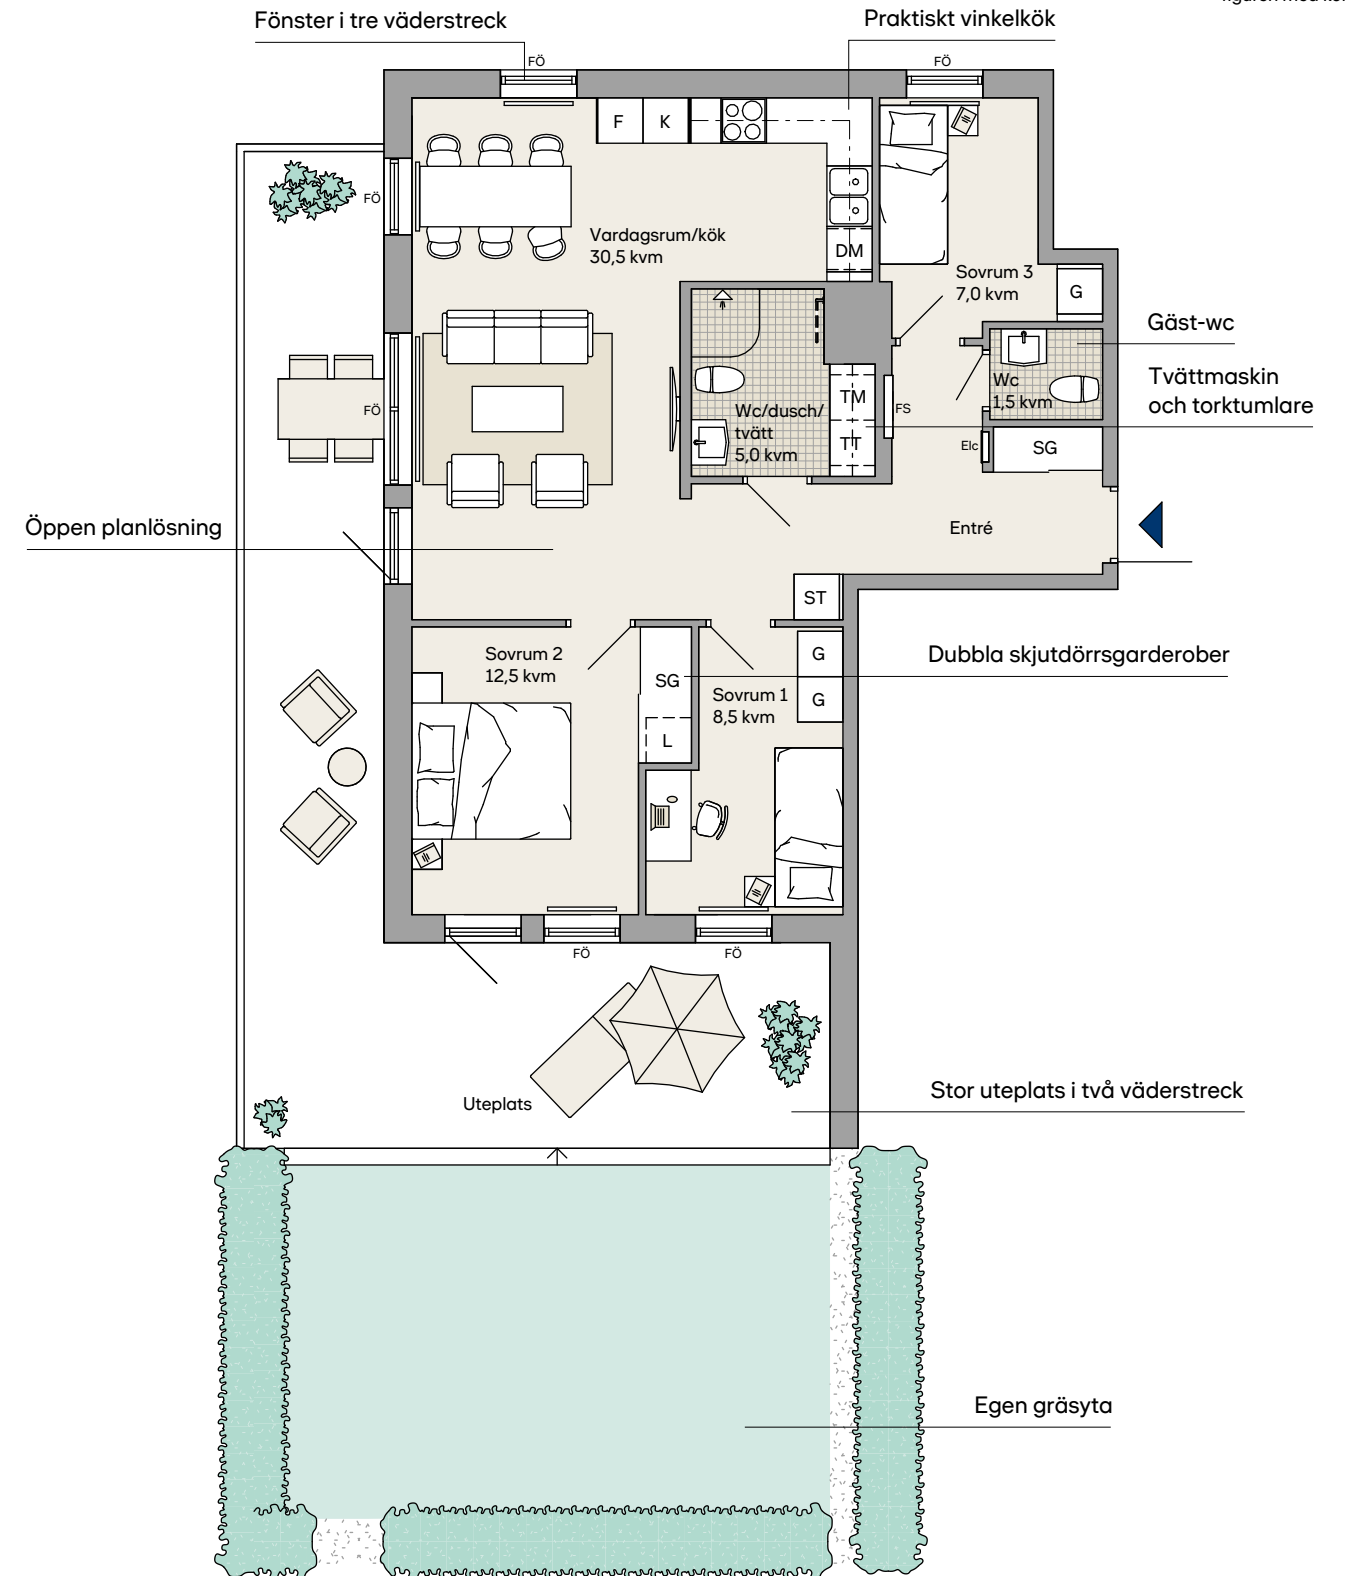 Fönster i tre väderstreck
Praktiskt vinkelkök
FÖ
FÖ
F
K
FÖ
Vardagsrum/kök
30,5 kvm
DM
Sovrum 3
7,0 kvm
G
Gäst-wc
Wc
1,5 kvm
Tvättmaskin
och torktumlare
FÖ
Wc/dusch/
tvätt
5,0 kvm
TM
TT
FS
Elc
SG
Öppen planlösning
Entré
ST
Sovrum 2
12,5 kvm
SG
L
Sovrum 1
8,5 kvm
G
G
Dubbla skjutdörrsgarderober
FÖ
FÖ
Uteplats
Stor uteplats i två väderstreck
Egen gräsyta